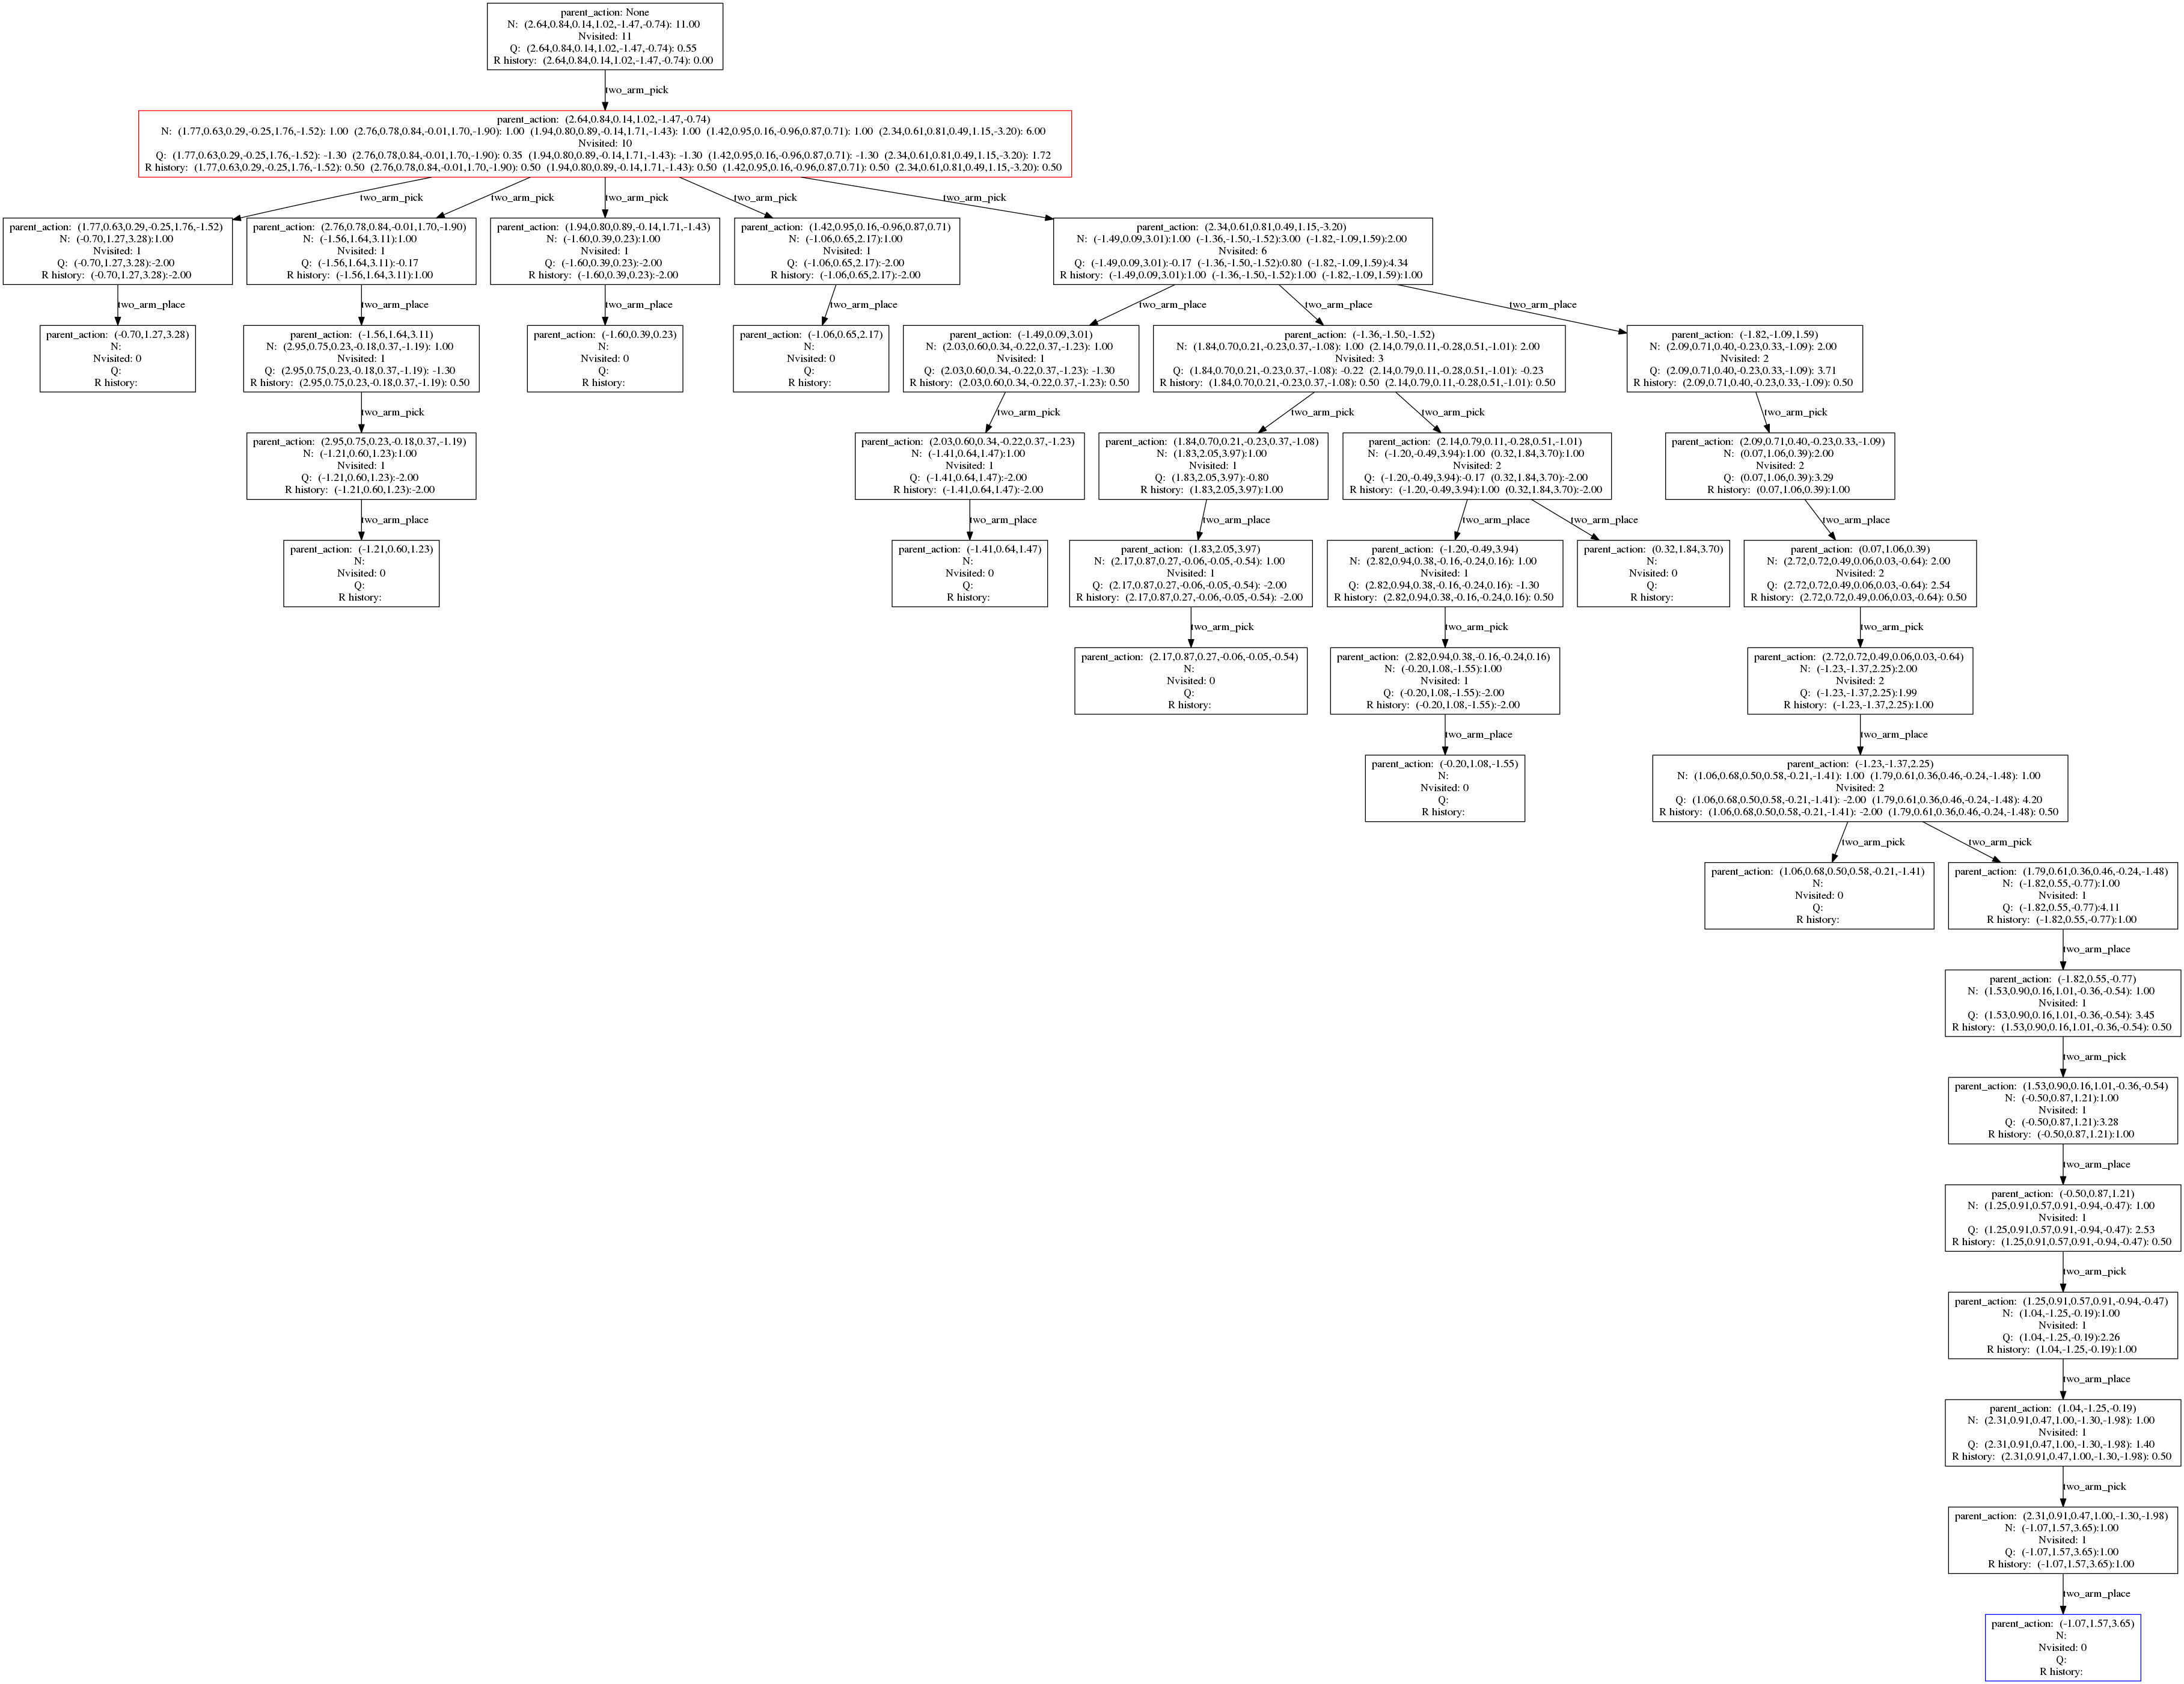 parent_action: None
N: (2.64,0.84,0.14,1.02,-1.47,-0.74): 11.00
Nvisited: 11
Q: (2.64,0.84,0.14,1.02,-1.47,-0.74): 0.55
R history: (2.64,0.84,0.14,1.02,-1.47,-0.74): 0.00
two_arm_pick
parent_action: (2.64,0.84,0.14,1.02,-1.47,-0.74)
N: (1.77,0.63,0.29,-0.25,1.76,-1.52): 1.00 (2.76,0.78,0.84,-0.01,1.70,-1.90): 1.00 (1.94,0.80,0.89,-0.14,1.71,-1.43): 1.00 (1.42,0.95,0.16,-0.96,0.87,0.71): 1.00 (2.34,0.61,0.81,0.49,1.15,-3.20): 6.00
Nvisited: 10
Q: (1.77,0.63,0.29,-0.25,1.76,-1.52): -1.30 (2.76,0.78,0.84,-0.01,1.70,-1.90): 0.35 (1.94,0.80,0.89,-0.14,1.71,-1.43): -1.30 (1.42,0.95,0.16,-0.96,0.87,0.71): -1.30 (2.34,0.61,0.81,0.49,1.15,-3.20): 1.72
R history: (1.77,0.63,0.29,-0.25,1.76,-1.52): 0.50 (2.76,0.78,0.84,-0.01,1.70,-1.90): 0.50 (1.94,0.80,0.89,-0.14,1.71,-1.43): 0.50 (1.42,0.95,0.16,-0.96,0.87,0.71): 0.50 (2.34,0.61,0.81,0.49,1.15,-3.20): 0.50
two_arm_pick
two_arm_pick
two_arm_pick
two_arm_pick
two_arm_pick
parent_action: (1.77,0.63,0.29,-0.25,1.76,-1.52)
N: (-0.70,1.27,3.28):1.00
Nvisited: 1
Q: (-0.70,1.27,3.28):-2.00
R history: (-0.70,1.27,3.28):-2.00
parent_action: (2.76,0.78,0.84,-0.01,1.70,-1.90)
N: (-1.56,1.64,3.11):1.00
Nvisited: 1
Q: (-1.56,1.64,3.11):-0.17
R history: (-1.56,1.64,3.11):1.00
parent_action: (1.94,0.80,0.89,-0.14,1.71,-1.43)
N: (-1.60,0.39,0.23):1.00
Nvisited: 1
Q: (-1.60,0.39,0.23):-2.00
R history: (-1.60,0.39,0.23):-2.00
parent_action: (1.42,0.95,0.16,-0.96,0.87,0.71)
N: (-1.06,0.65,2.17):1.00
Nvisited: 1
Q: (-1.06,0.65,2.17):-2.00
R history: (-1.06,0.65,2.17):-2.00
parent_action: (2.34,0.61,0.81,0.49,1.15,-3.20)
N: (-1.49,0.09,3.01):1.00 (-1.36,-1.50,-1.52):3.00 (-1.82,-1.09,1.59):2.00
Nvisited: 6
Q: (-1.49,0.09,3.01):-0.17 (-1.36,-1.50,-1.52):0.80 (-1.82,-1.09,1.59):4.34
R history: (-1.49,0.09,3.01):1.00 (-1.36,-1.50,-1.52):1.00 (-1.82,-1.09,1.59):1.00
two_arm_place
two_arm_place
two_arm_place
two_arm_place
two_arm_place
two_arm_place
two_arm_place
parent_action: (-0.70,1.27,3.28)
N:
Nvisited: 0
Q:
R history:
parent_action: (-1.56,1.64,3.11)
N: (2.95,0.75,0.23,-0.18,0.37,-1.19): 1.00
Nvisited: 1
Q: (2.95,0.75,0.23,-0.18,0.37,-1.19): -1.30
R history: (2.95,0.75,0.23,-0.18,0.37,-1.19): 0.50
parent_action: (-1.60,0.39,0.23)
N:
Nvisited: 0
Q:
R history:
parent_action: (-1.06,0.65,2.17)
N:
Nvisited: 0
Q:
R history:
parent_action: (-1.49,0.09,3.01)
N: (2.03,0.60,0.34,-0.22,0.37,-1.23): 1.00
Nvisited: 1
Q: (2.03,0.60,0.34,-0.22,0.37,-1.23): -1.30
R history: (2.03,0.60,0.34,-0.22,0.37,-1.23): 0.50
parent_action: (-1.36,-1.50,-1.52)
N: (1.84,0.70,0.21,-0.23,0.37,-1.08): 1.00 (2.14,0.79,0.11,-0.28,0.51,-1.01): 2.00
Nvisited: 3
Q: (1.84,0.70,0.21,-0.23,0.37,-1.08): -0.22 (2.14,0.79,0.11,-0.28,0.51,-1.01): -0.23
R history: (1.84,0.70,0.21,-0.23,0.37,-1.08): 0.50 (2.14,0.79,0.11,-0.28,0.51,-1.01): 0.50
parent_action: (-1.82,-1.09,1.59)
N: (2.09,0.71,0.40,-0.23,0.33,-1.09): 2.00
Nvisited: 2
Q: (2.09,0.71,0.40,-0.23,0.33,-1.09): 3.71
R history: (2.09,0.71,0.40,-0.23,0.33,-1.09): 0.50
two_arm_pick
two_arm_pick
two_arm_pick
two_arm_pick
two_arm_pick
parent_action: (2.95,0.75,0.23,-0.18,0.37,-1.19)
N: (-1.21,0.60,1.23):1.00
Nvisited: 1
Q: (-1.21,0.60,1.23):-2.00
R history: (-1.21,0.60,1.23):-2.00
parent_action: (2.03,0.60,0.34,-0.22,0.37,-1.23)
N: (-1.41,0.64,1.47):1.00
Nvisited: 1
Q: (-1.41,0.64,1.47):-2.00
R history: (-1.41,0.64,1.47):-2.00
parent_action: (1.84,0.70,0.21,-0.23,0.37,-1.08)
N: (1.83,2.05,3.97):1.00
Nvisited: 1
Q: (1.83,2.05,3.97):-0.80
R history: (1.83,2.05,3.97):1.00
parent_action: (2.14,0.79,0.11,-0.28,0.51,-1.01)
N: (-1.20,-0.49,3.94):1.00 (0.32,1.84,3.70):1.00
Nvisited: 2
Q: (-1.20,-0.49,3.94):-0.17 (0.32,1.84,3.70):-2.00
R history: (-1.20,-0.49,3.94):1.00 (0.32,1.84,3.70):-2.00
parent_action: (2.09,0.71,0.40,-0.23,0.33,-1.09)
N: (0.07,1.06,0.39):2.00
Nvisited: 2
Q: (0.07,1.06,0.39):3.29
R history: (0.07,1.06,0.39):1.00
two_arm_place
two_arm_place
two_arm_place
two_arm_place
two_arm_place
two_arm_place
parent_action: (-1.21,0.60,1.23)
N:
Nvisited: 0
Q:
R history:
parent_action: (-1.41,0.64,1.47)
N:
Nvisited: 0
Q:
R history:
parent_action: (1.83,2.05,3.97)
N: (2.17,0.87,0.27,-0.06,-0.05,-0.54): 1.00
Nvisited: 1
Q: (2.17,0.87,0.27,-0.06,-0.05,-0.54): -2.00
R history: (2.17,0.87,0.27,-0.06,-0.05,-0.54): -2.00
parent_action: (-1.20,-0.49,3.94)
N: (2.82,0.94,0.38,-0.16,-0.24,0.16): 1.00
Nvisited: 1
Q: (2.82,0.94,0.38,-0.16,-0.24,0.16): -1.30
R history: (2.82,0.94,0.38,-0.16,-0.24,0.16): 0.50
parent_action: (0.32,1.84,3.70)
N:
Nvisited: 0
Q:
R history:
parent_action: (0.07,1.06,0.39)
N: (2.72,0.72,0.49,0.06,0.03,-0.64): 2.00
Nvisited: 2
Q: (2.72,0.72,0.49,0.06,0.03,-0.64): 2.54
R history: (2.72,0.72,0.49,0.06,0.03,-0.64): 0.50
two_arm_pick
two_arm_pick
two_arm_pick
parent_action: (2.17,0.87,0.27,-0.06,-0.05,-0.54)
N:
Nvisited: 0
Q:
R history:
parent_action: (2.82,0.94,0.38,-0.16,-0.24,0.16)
N: (-0.20,1.08,-1.55):1.00
Nvisited: 1
Q: (-0.20,1.08,-1.55):-2.00
R history: (-0.20,1.08,-1.55):-2.00
parent_action: (2.72,0.72,0.49,0.06,0.03,-0.64)
N: (-1.23,-1.37,2.25):2.00
Nvisited: 2
Q: (-1.23,-1.37,2.25):1.99
R history: (-1.23,-1.37,2.25):1.00
two_arm_place
two_arm_place
parent_action: (-0.20,1.08,-1.55)
N:
Nvisited: 0
Q:
R history:
parent_action: (-1.23,-1.37,2.25)
N: (1.06,0.68,0.50,0.58,-0.21,-1.41): 1.00 (1.79,0.61,0.36,0.46,-0.24,-1.48): 1.00
Nvisited: 2
Q: (1.06,0.68,0.50,0.58,-0.21,-1.41): -2.00 (1.79,0.61,0.36,0.46,-0.24,-1.48): 4.20
R history: (1.06,0.68,0.50,0.58,-0.21,-1.41): -2.00 (1.79,0.61,0.36,0.46,-0.24,-1.48): 0.50
two_arm_pick
two_arm_pick
parent_action: (1.06,0.68,0.50,0.58,-0.21,-1.41)
N:
Nvisited: 0
Q:
R history:
parent_action: (1.79,0.61,0.36,0.46,-0.24,-1.48)
N: (-1.82,0.55,-0.77):1.00
Nvisited: 1
Q: (-1.82,0.55,-0.77):4.11
R history: (-1.82,0.55,-0.77):1.00
two_arm_place
parent_action: (-1.82,0.55,-0.77)
N: (1.53,0.90,0.16,1.01,-0.36,-0.54): 1.00
Nvisited: 1
Q: (1.53,0.90,0.16,1.01,-0.36,-0.54): 3.45
R history: (1.53,0.90,0.16,1.01,-0.36,-0.54): 0.50
two_arm_pick
parent_action: (1.53,0.90,0.16,1.01,-0.36,-0.54)
N: (-0.50,0.87,1.21):1.00
Nvisited: 1
Q: (-0.50,0.87,1.21):3.28
R history: (-0.50,0.87,1.21):1.00
two_arm_place
parent_action: (-0.50,0.87,1.21)
N: (1.25,0.91,0.57,0.91,-0.94,-0.47): 1.00
Nvisited: 1
Q: (1.25,0.91,0.57,0.91,-0.94,-0.47): 2.53
R history: (1.25,0.91,0.57,0.91,-0.94,-0.47): 0.50
two_arm_pick
parent_action: (1.25,0.91,0.57,0.91,-0.94,-0.47)
N: (1.04,-1.25,-0.19):1.00
Nvisited: 1
Q: (1.04,-1.25,-0.19):2.26
R history: (1.04,-1.25,-0.19):1.00
two_arm_place
parent_action: (1.04,-1.25,-0.19)
N: (2.31,0.91,0.47,1.00,-1.30,-1.98): 1.00
Nvisited: 1
Q: (2.31,0.91,0.47,1.00,-1.30,-1.98): 1.40
R history: (2.31,0.91,0.47,1.00,-1.30,-1.98): 0.50
two_arm_pick
parent_action: (2.31,0.91,0.47,1.00,-1.30,-1.98)
N: (-1.07,1.57,3.65):1.00
Nvisited: 1
Q: (-1.07,1.57,3.65):1.00
R history: (-1.07,1.57,3.65):1.00
two_arm_place
parent_action: (-1.07,1.57,3.65)
N:
Nvisited: 0
Q:
R history: